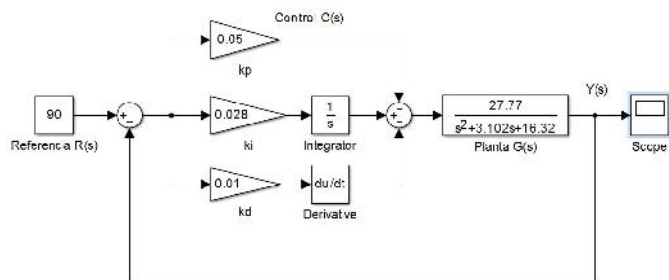 Control C(s)
0.05
kp
90
Referencia R(s)
0.028
ki
1
s
Integrator
27.77
s²+3.102s+16.32
Planta G(s)
Y(s)
Scope
0.01
kd
du/dt
Derivative